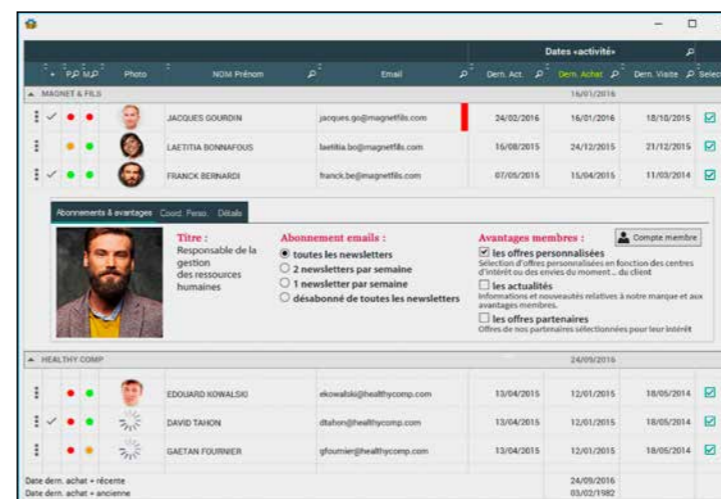 Dates «activité»
+ P. M. Photo NOM Prénom Email Dern. Act. Dern. Achat Dern. Visite Select
MAGNET & FILS 16/01/2016
JACQUES GOURDIN jacques.go@magnetfils.com 24/02/2016 16/01/2016 18/10/2015
LAETITIA BONNAFOUS laetitia.bo@magnetfils.com 16/08/2015 24/12/2015 21/12/2015
FRANCK BERNARDI franck.be@magnetfils.com 07/05/2015 15/04/2015 11/03/2014
Abonnements & avantages Coord. Perso. Détails
Titre :
Responsable de la
gestion
des ressources
humaines
Abonnement emails :
toutes les newsletters
2 newsletters par semaine
1 newsletter par semaine
désabonné de toutes les newsletters
Avantages membres :
Compte membre
les offres personnalisées
Sélection d'offres personnalisées en fonction des centres
d'intérêt ou des envies du moment... du client
les actualités
Informations et nouveautés relatives à notre marque et aux
avantages membres.
les offres partenaires
Offres de nos partenaires sélectionnées pour leur intérêt
HEALTHY COMP 24/09/2016
EDOUARD KOWALSKI ekowalski@healthycomp.com 13/04/2015 12/01/2015 18/05/2014
DAVID TAHON dtahon@healthycomp.com 13/04/2015 12/01/2015 18/05/2014
GAETAN FOURNIER gfournier@healthycomp.com 13/04/2015 12/01/2015 18/05/2014
Date dern. achat + récente 24/09/2016
Date dern. achat + ancienne 03/02/1982